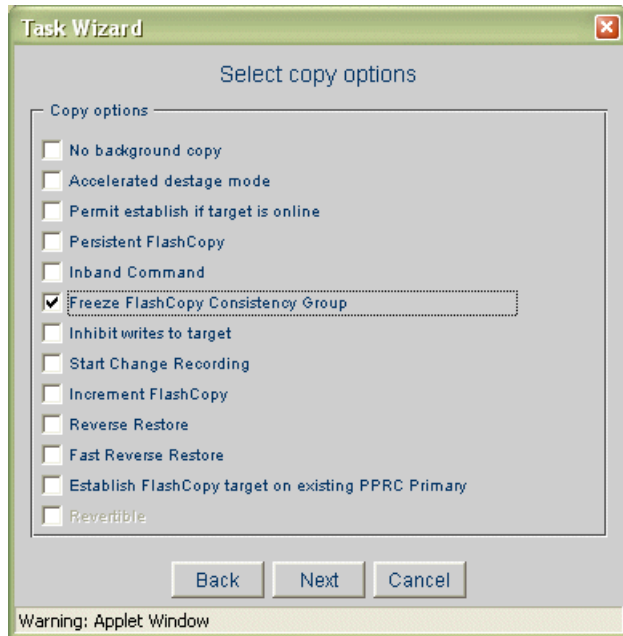 Task Wizard
Select copy options
Copy options
No background copy
Accelerated destage mode
Permit establish if target is online
Persistent FlashCopy
Inband Command
Freeze FlashCopy Consistency Group
Inhibit writes to target
Start Change Recording
Increment FlashCopy
Reverse Restore
Fast Reverse Restore
Establish FlashCopy target on existing PPRC Primary
Revertible
Back Next Cancel
Warning: Applet Window